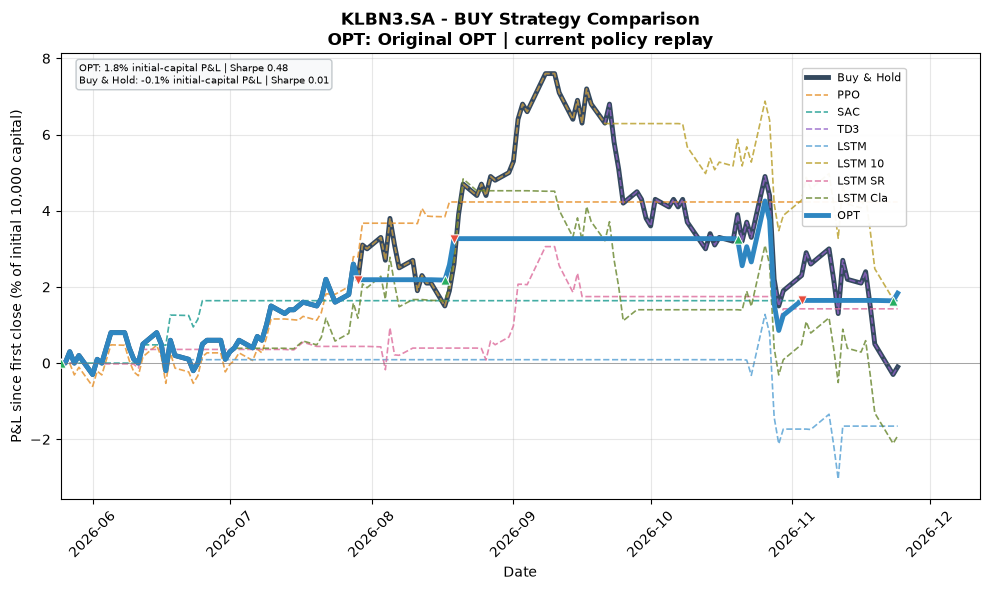 KLBN3.SA - BUY Strategy Comparison
OPT: Original OPT | current policy replay
OPT: 1.8% initial-capital P&L | Sharpe 0.48
Buy & Hold: -0.1% initial-capital P&L | Sharpe 0.01
Buy & Hold
PPO
SAC
TD3
LSTM
LSTM 10
LSTM SR
LSTM Cla
OPT
P&L since first close (% of initial 10,000 capital)
8
6
4
2
0
−2
2026-06
2026-07
2026-08
2026-09
2026-10
2026-11
2026-12
Date